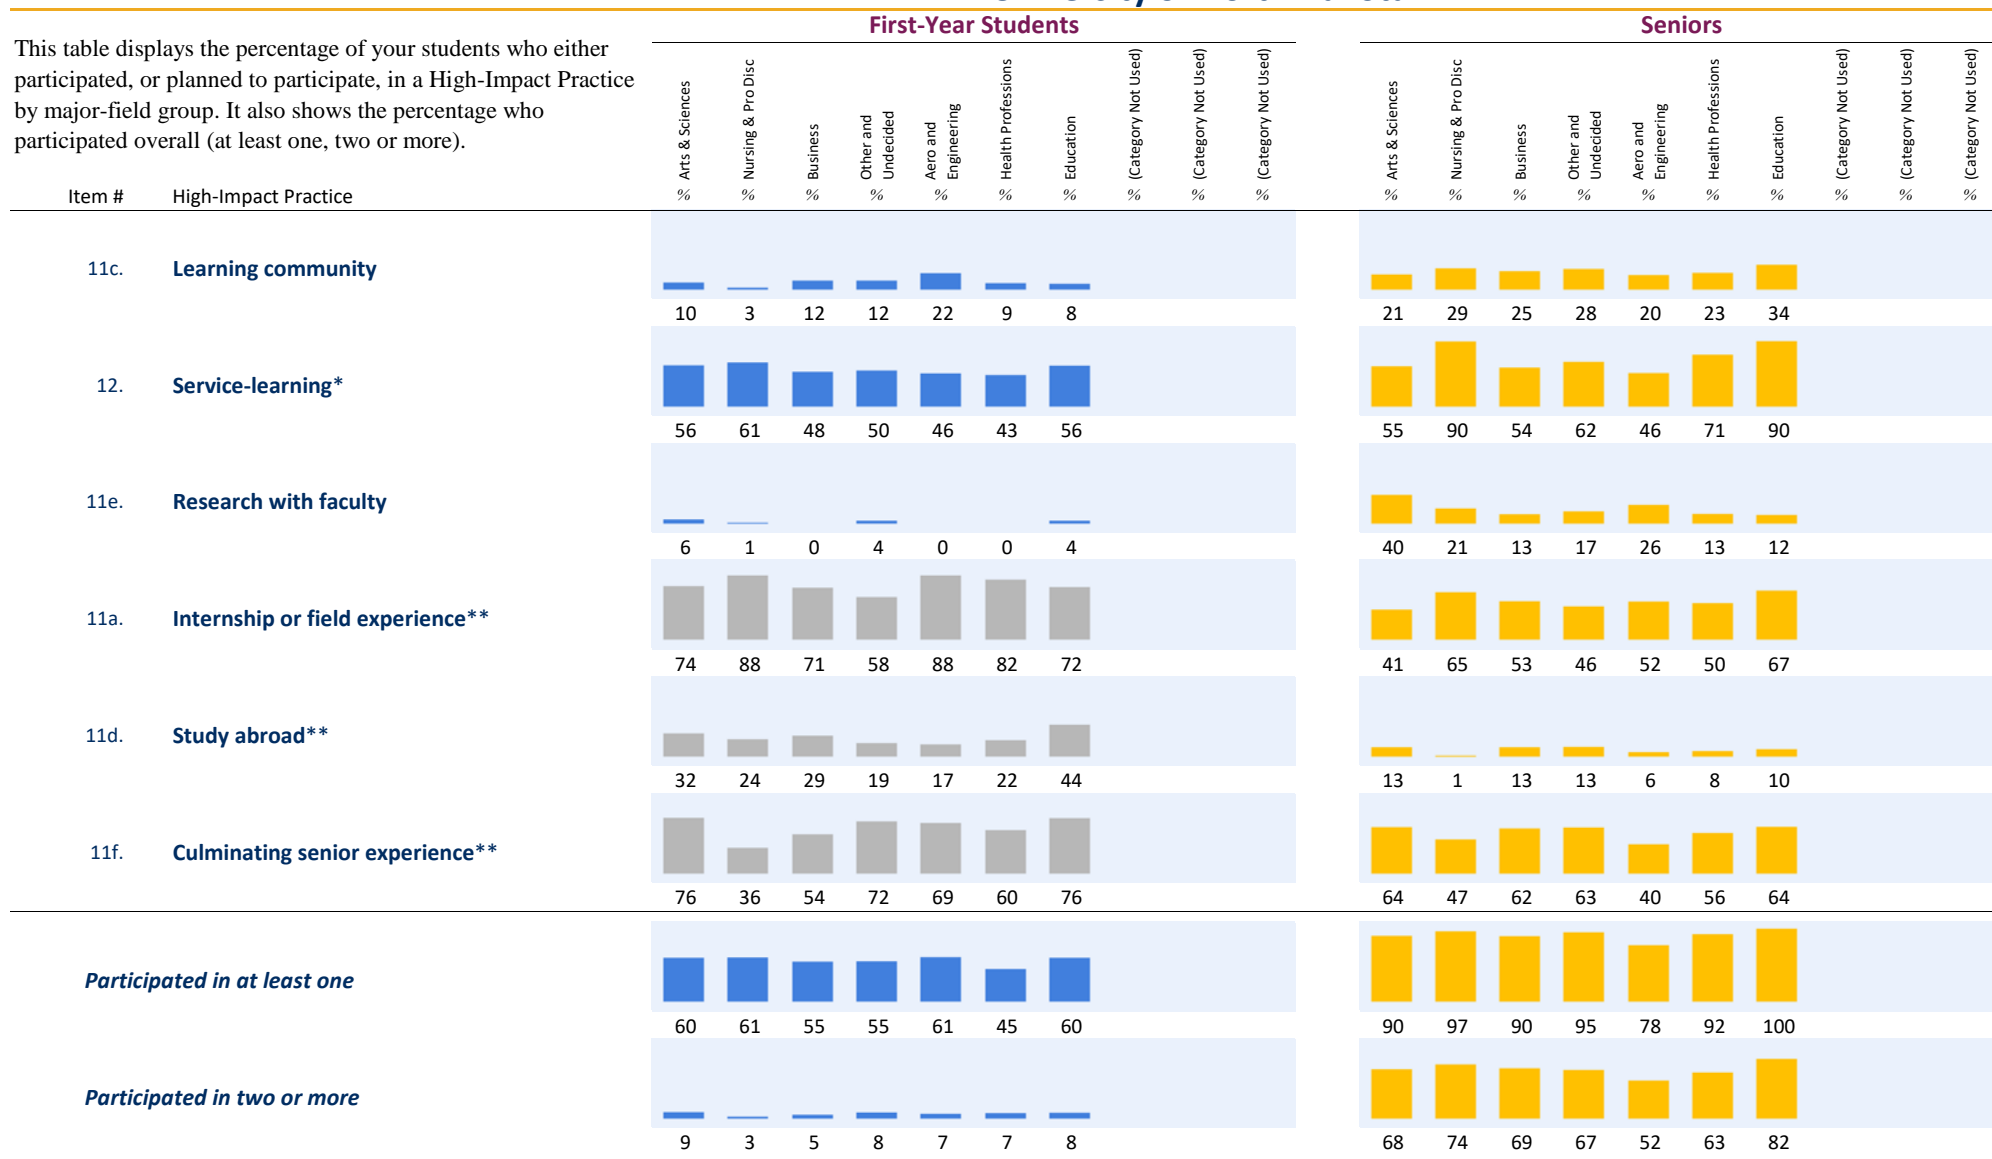 First-Year Students
Seniors
This table displays the percentage of your students who either
participated, or planned to participate, in a High-Impact Practice
by major-field group. It also shows the percentage who
participated overall (at least one, two or more).
Arts & Sciences
Nursing & Pro Disc
Business
Other and
Undecided
Aero and
Engineering
Health Professions
Education
(Category Not Used)
(Category Not Used)
(Category Not Used)
Arts & Sciences
Nursing & Pro Disc
Business
Other and
Undecided
Aero and
Engineering
Health Professions
Education
(Category Not Used)
(Category Not Used)
(Category Not Used)
Item # High-Impact Practice % % % % % % % % % % % % % % % % % % % %
11c. Learning community
10 3 12 12 22 9 8 21 29 25 28 20 23 34
12. Service-learning*
56 61 48 50 46 43 56 55 90 54 62 46 71 90
11e. Research with faculty
6 1 0 4 0 0 4 40 21 13 17 26 13 12
11a. Internship or field experience**
74 88 71 58 88 82 72 41 65 53 46 52 50 67
11d. Study abroad**
32 24 29 19 17 22 44 13 1 13 13 6 8 10
11f. Culminating senior experience**
76 36 54 72 69 60 76 64 47 62 63 40 56 64
Participated in at least one
60 61 55 55 61 45 60 90 97 90 95 78 92 100
Participated in two or more
9 3 5 8 7 7 8 68 74 69 67 52 63 82